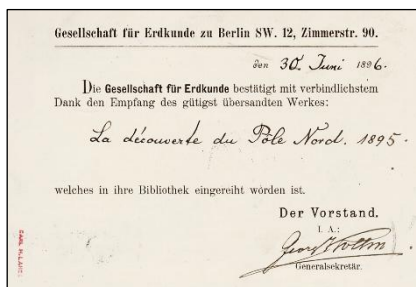 Gesellschaft für Erdkunde zu Berlin SW. 12, Zimmerstr. 90.
den 30. Juni 1896.
Die Gesellschaft für Erdkunde bestätigt mit verbindlichstem
Dank den Empfang des gütigst übersandten Werkes:
La découverte du Pôle Nord. 1895.
welches in ihre Bibliothek eingereiht worden ist.
Der Vorstand.
I. A.:
Georg Kollm
Generalsekretär.